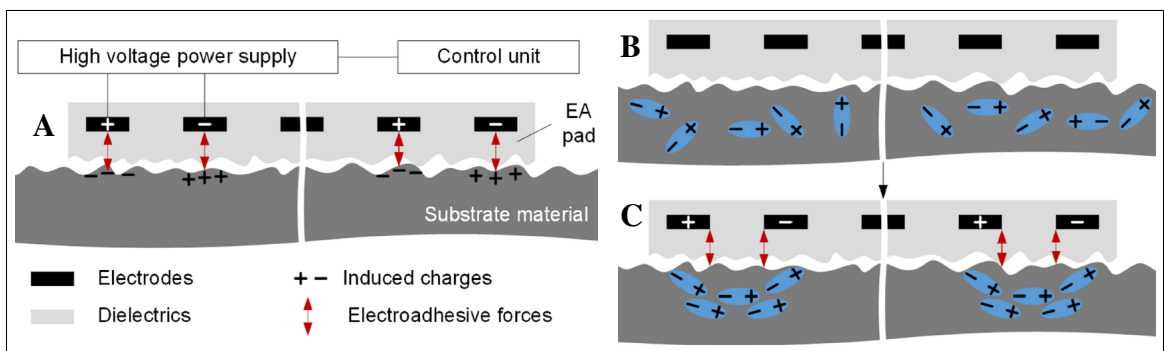 High voltage power supply
Control unit
A
EA
pad
+
−
+
−
− − −
+ + +
− − −
+ + +
Substrate material
Electrodes
+ − Induced charges
Dielectrics
Electroadhesive forces
B
− +
− +
− +
− +
+ −
− +
− +
− +
+ −
− +
C
+
−
+
−
− +
− +
− +
− +
− +
− +
− +
− +
− +
− +